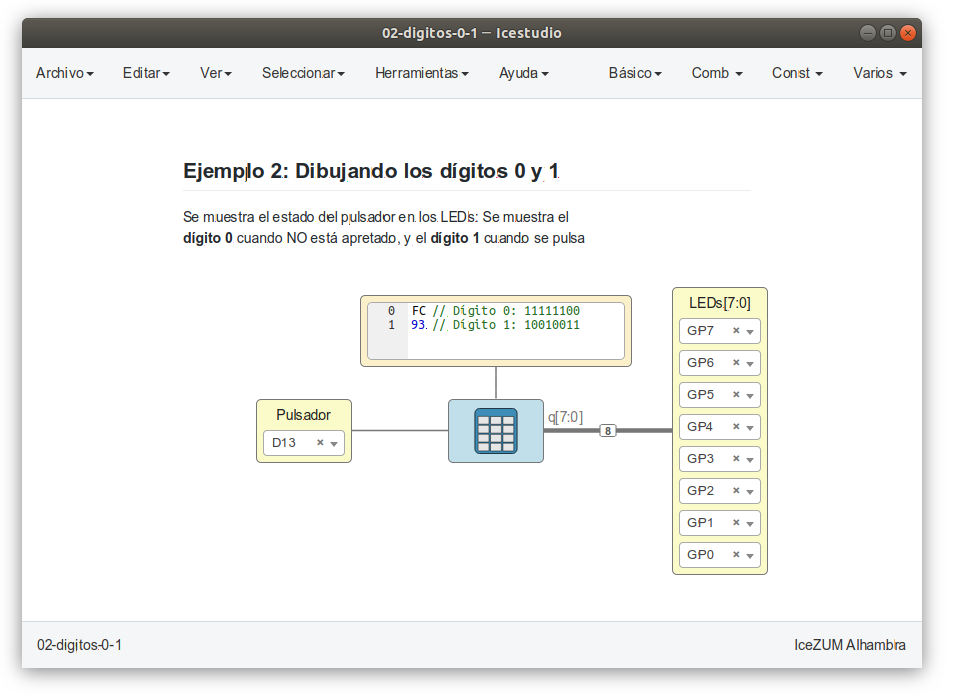 02-digitos-0-1 — Icestudio
Archivo Editar Ver Seleccionar Herramientas Ayuda Básico Comb Const Varios
Ejemplo 2: Dibujando los dígitos 0 y 1
Se muestra el estado del pulsador en los LEDs: Se muestra el
dígito 0 cuando NO está apretado, y el dígito 1 cuando se pulsa
0 FC // Dígito 0: 11111100
1 93 // Dígito 1: 10010011
Pulsador
D13
q[7:0]
8
LEDs[7:0]
GP7
GP6
GP5
GP4
GP3
GP2
GP1
GP0
02-digitos-0-1
IceZUM Alhambra